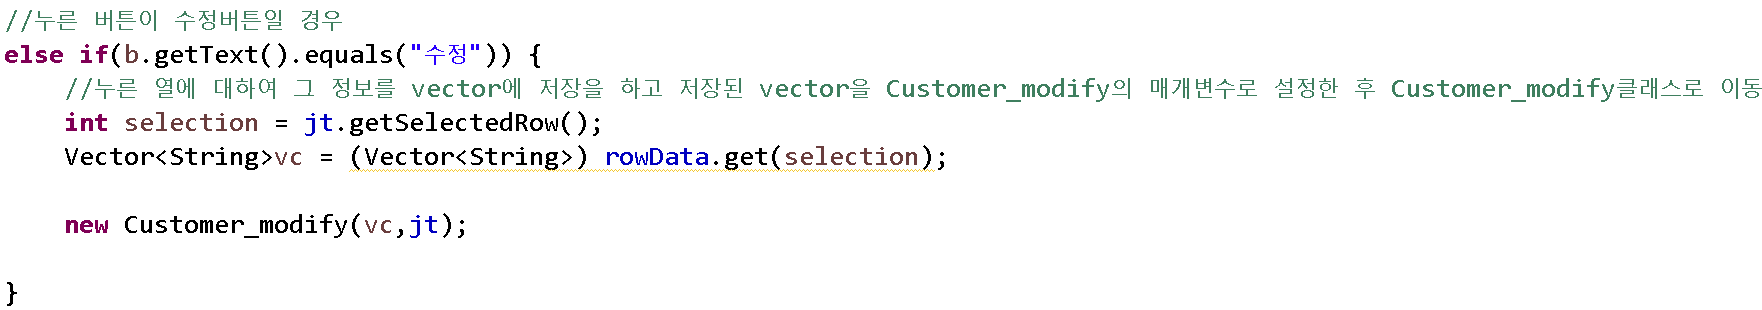 //누른 버튼이 수정버튼일 경우
else if(b.getText().equals("수정")) {
//누른 열에 대하여 그 정보를 vector에 저장을 하고 저장된 vector을 Customer_modify의 매개변수로 설정한 후 Customer_modify클래스로 이동
int selection = jt.getSelectedRow();
Vector<String>vc = (Vector<String>) rowData.get(selection);
new Customer_modify(vc,jt);
}